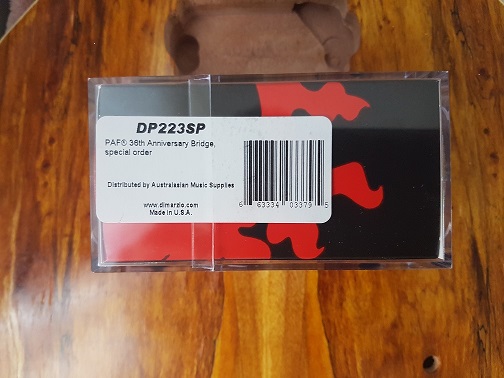 DP223SP
PAF® 36th Anniversary Bridge,
special order
Distributed by Australasian Music Supplies
www.dimarzio.com
Made in U.S.A.
6 63334 03379 5